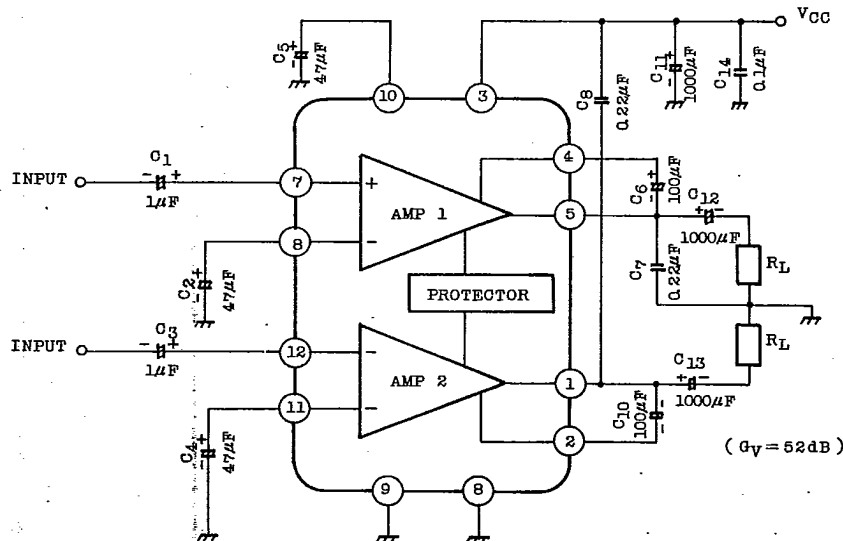 VCC
C5
- +
47μF
10
3
C8
0.22μF
C11
- +
1000μF
C14
0.1μF
INPUT
C1
- +
1μF
7
+
AMP 1
4
5
C6
- +
100μF
C12
+ -
1000μF
8
-
C2
- +
47μF
PROTECTOR
C7
0.22μF
RL
RL
INPUT
C3
- +
1μF
12
-
AMP 2
1
C13
+ -
1000μF
11
-
C4
- +
47μF
C10
100μF
-
2
(GV=52dB)
9
8